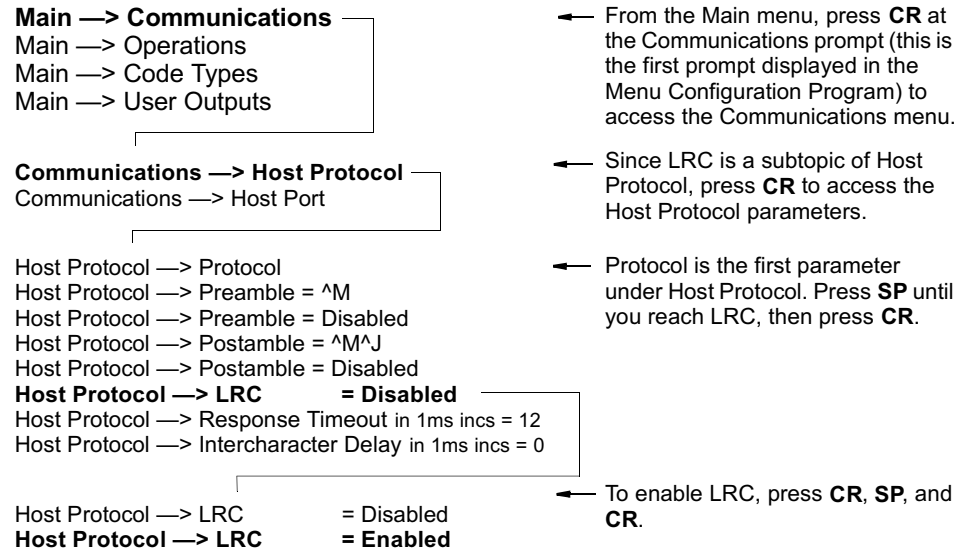 Main —> Communications
Main —> Operations
Main —> Code Types
Main —> User Outputs
From the Main menu, press CR at
the Communications prompt (this is
the first prompt displayed in the
Menu Configuration Program) to
access the Communications menu.
Communications —> Host Protocol
Communications —> Host Port
Since LRC is a subtopic of Host
Protocol, press CR to access the
Host Protocol parameters.
Host Protocol —> Protocol
Host Protocol —> Preamble = ^M
Host Protocol —> Preamble = Disabled
Host Protocol —> Postamble = ^M^J
Host Protocol —> Postamble = Disabled
Host Protocol —> LRC = Disabled
Host Protocol —> Response Timeout in 1ms incs = 12
Host Protocol —> Intercharacter Delay in 1ms incs = 0
Protocol is the first parameter
under Host Protocol. Press SP until
you reach LRC, then press CR.
Host Protocol —> LRC = Disabled
Host Protocol —> LRC = Enabled
To enable LRC, press CR, SP, and
CR.